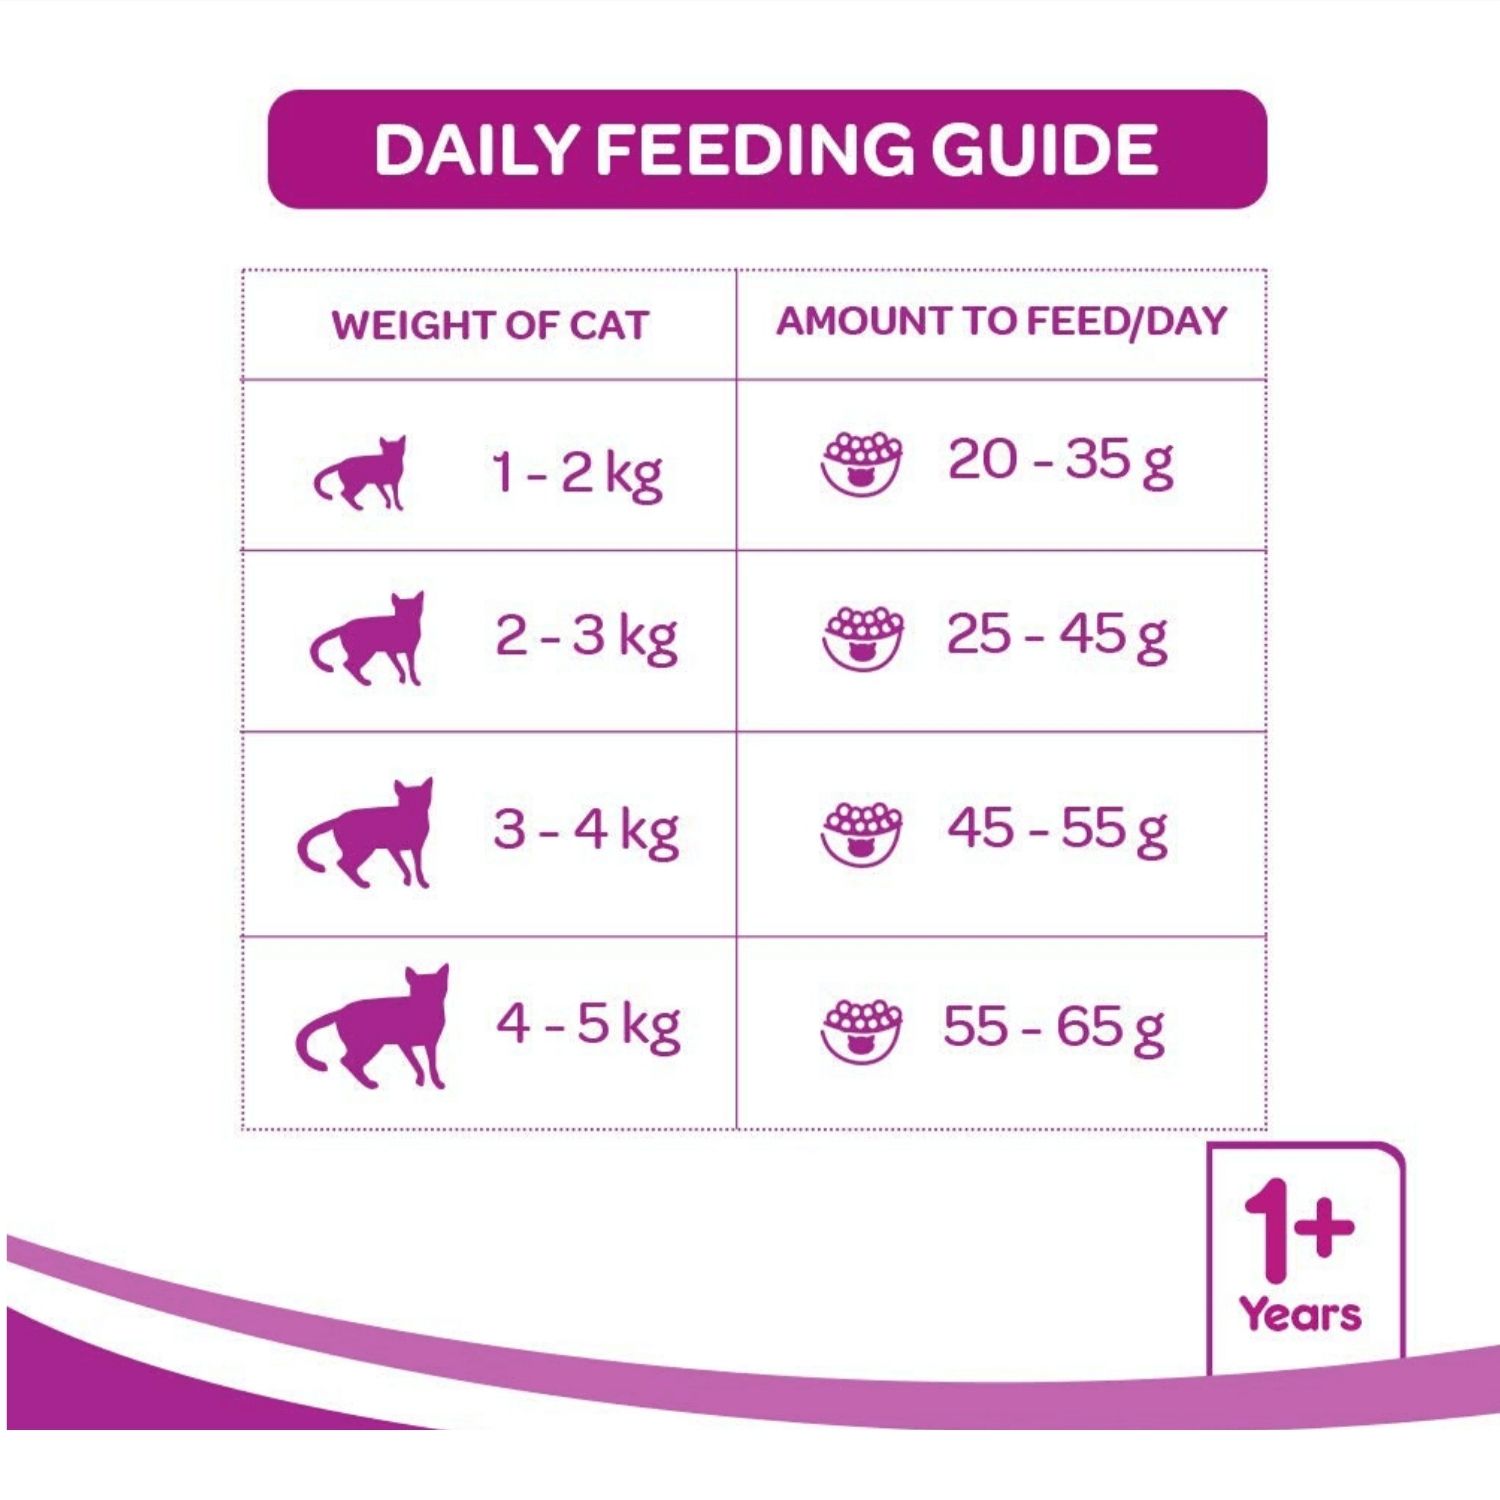 DAILY FEEDING GUIDE
WEIGHT OF CAT
AMOUNT TO FEED/DAY
1 - 2 kg
20 - 35 g
2 - 3 kg
25 - 45 g
3 - 4 kg
45 - 55 g
4 - 5 kg
55 - 65 g
1+
Years